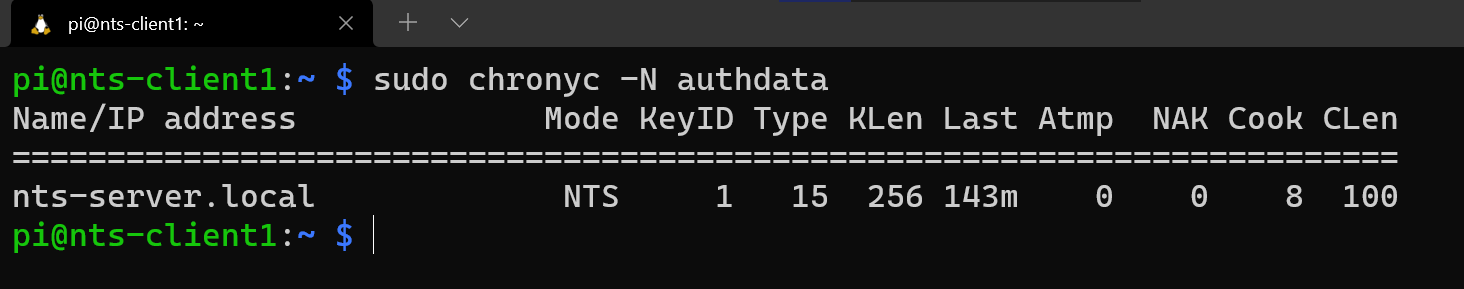 pi@nts-client1: ~
pi@nts-client1:~ $ sudo chronyc -N authdata
Name/IP address             Mode KeyID Type KLen Last Atmp  NAK Cook CLen
=========================================================================
nts-server.local             NTS     1   15  256 143m    0    0    8  100
pi@nts-client1:~ $